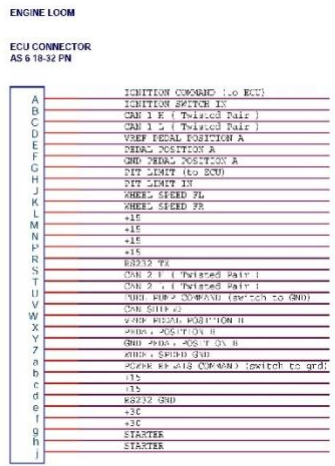 ENGINE LOOM
ECU CONNECTOR
AS 6 18-32 PN
A IGNITION COMMAND (to ECU)
B IGNITION SWITCH IN
C CAN 1 H ( Twisted Pair )
D CAN 1 L ( Twisted Pair )
E VREF PEDAL POSITION A
F PEDAL POSITION A
G GND PEDAL POSITION A
H PIT LIMIT (to ECU)
J PIT LIMIT IN
K WHEEL SPEED FL
L WHEEL SPEED FR
M +15
N +15
P +15
R +15
S RS232 TX
T CAN 2 H ( Twisted Pair )
U CAN 2 L ( Twisted Pair )
V FUEL PUMP COMMAND (switch to GND)
W CAN SHIELD
X VREF PEDAL POSITION B
Y PEDAL POSITION B
Z GND PEDAL POSITION B
a WHEEL SPEED GND
b POWER RELAIS COMMAND (switch to grd)
c +15
d +15
e RS232 GND
f +30
g +30
h STARTER
j STARTER